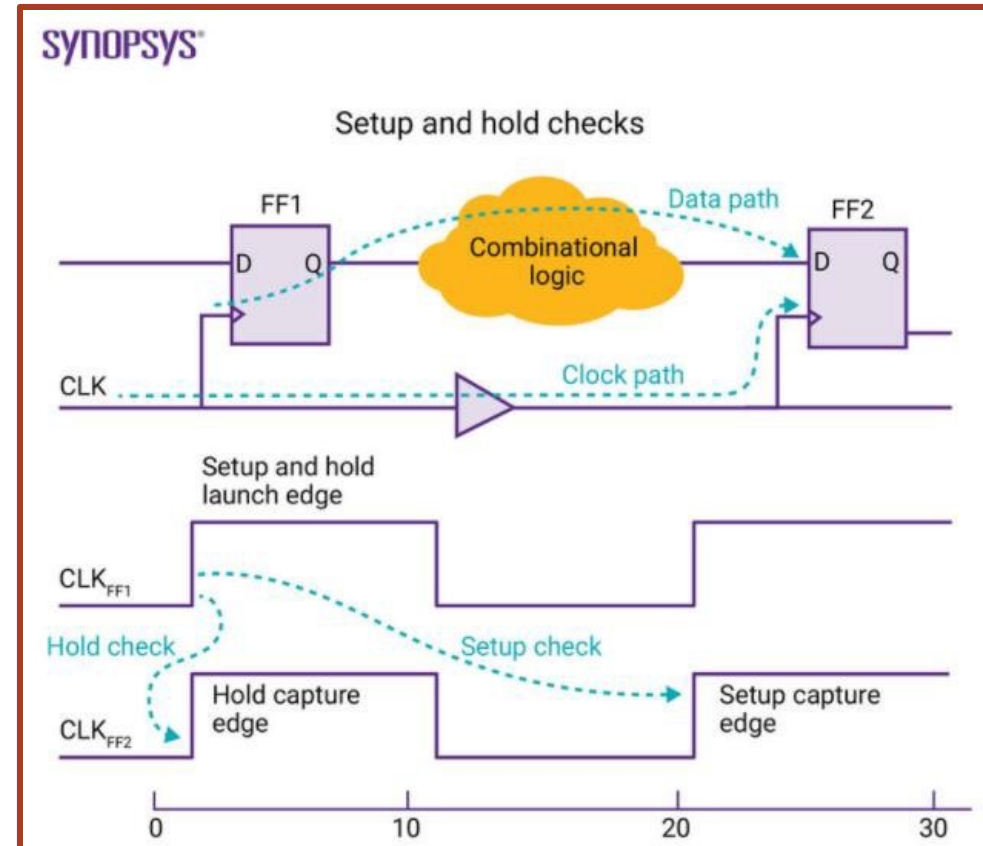 SYNOPSYS®
Setup and hold checks
FF1
Data path
FF2
Combinational
logic
D
Q
D
Q
CLK
Clock path
Setup and hold
launch edge
CLKFF1
Hold check
Setup check
Hold capture
edge
Setup capture
edge
CLKFF2
0
10
20
30